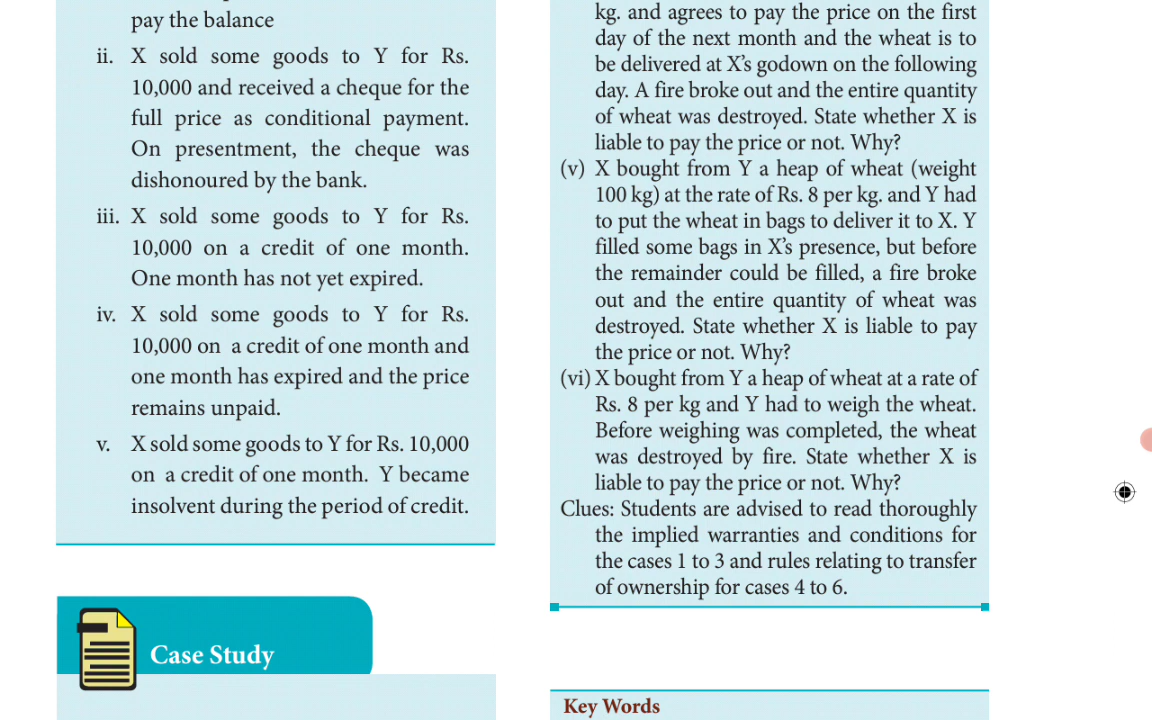 pay the balance
ii. X sold some goods to Y for Rs.
10,000 and received a cheque for the
full price as conditional payment.
On presentment, the cheque was
dishonoured by the bank.
iii. X sold some goods to Y for Rs.
10,000 on a credit of one month.
One month has not yet expired.
iv. X sold some goods to Y for Rs.
10,000 on a credit of one month and
one month has expired and the price
remains unpaid.
v. X sold some goods to Y for Rs. 10,000
on a credit of one month. Y became
insolvent during the period of credit.
Case Study
kg. and agrees to pay the price on the first
day of the next month and the wheat is to
be delivered at X's godown on the following
day. A fire broke out and the entire quantity
of wheat was destroyed. State whether X is
liable to pay the price or not. Why?
(v) X bought from Y a heap of wheat (weight
100 kg) at the rate of Rs. 8 per kg. and Y had
to put the wheat in bags to deliver it to X. Y
filled some bags in X's presence, but before
the remainder could be filled, a fire broke
out and the entire quantity of wheat was
destroyed. State whether X is liable to pay
the price or not. Why?
(vi) X bought from Y a heap of wheat at a rate of
Rs. 8 per kg and Y had to weigh the wheat.
Before weighing was completed, the wheat
was destroyed by fire. State whether X is
liable to pay the price or not. Why?
Clues: Students are advised to read thoroughly
the implied warranties and conditions for
the cases 1 to 3 and rules relating to transfer
of ownership for cases 4 to 6.
Key Words